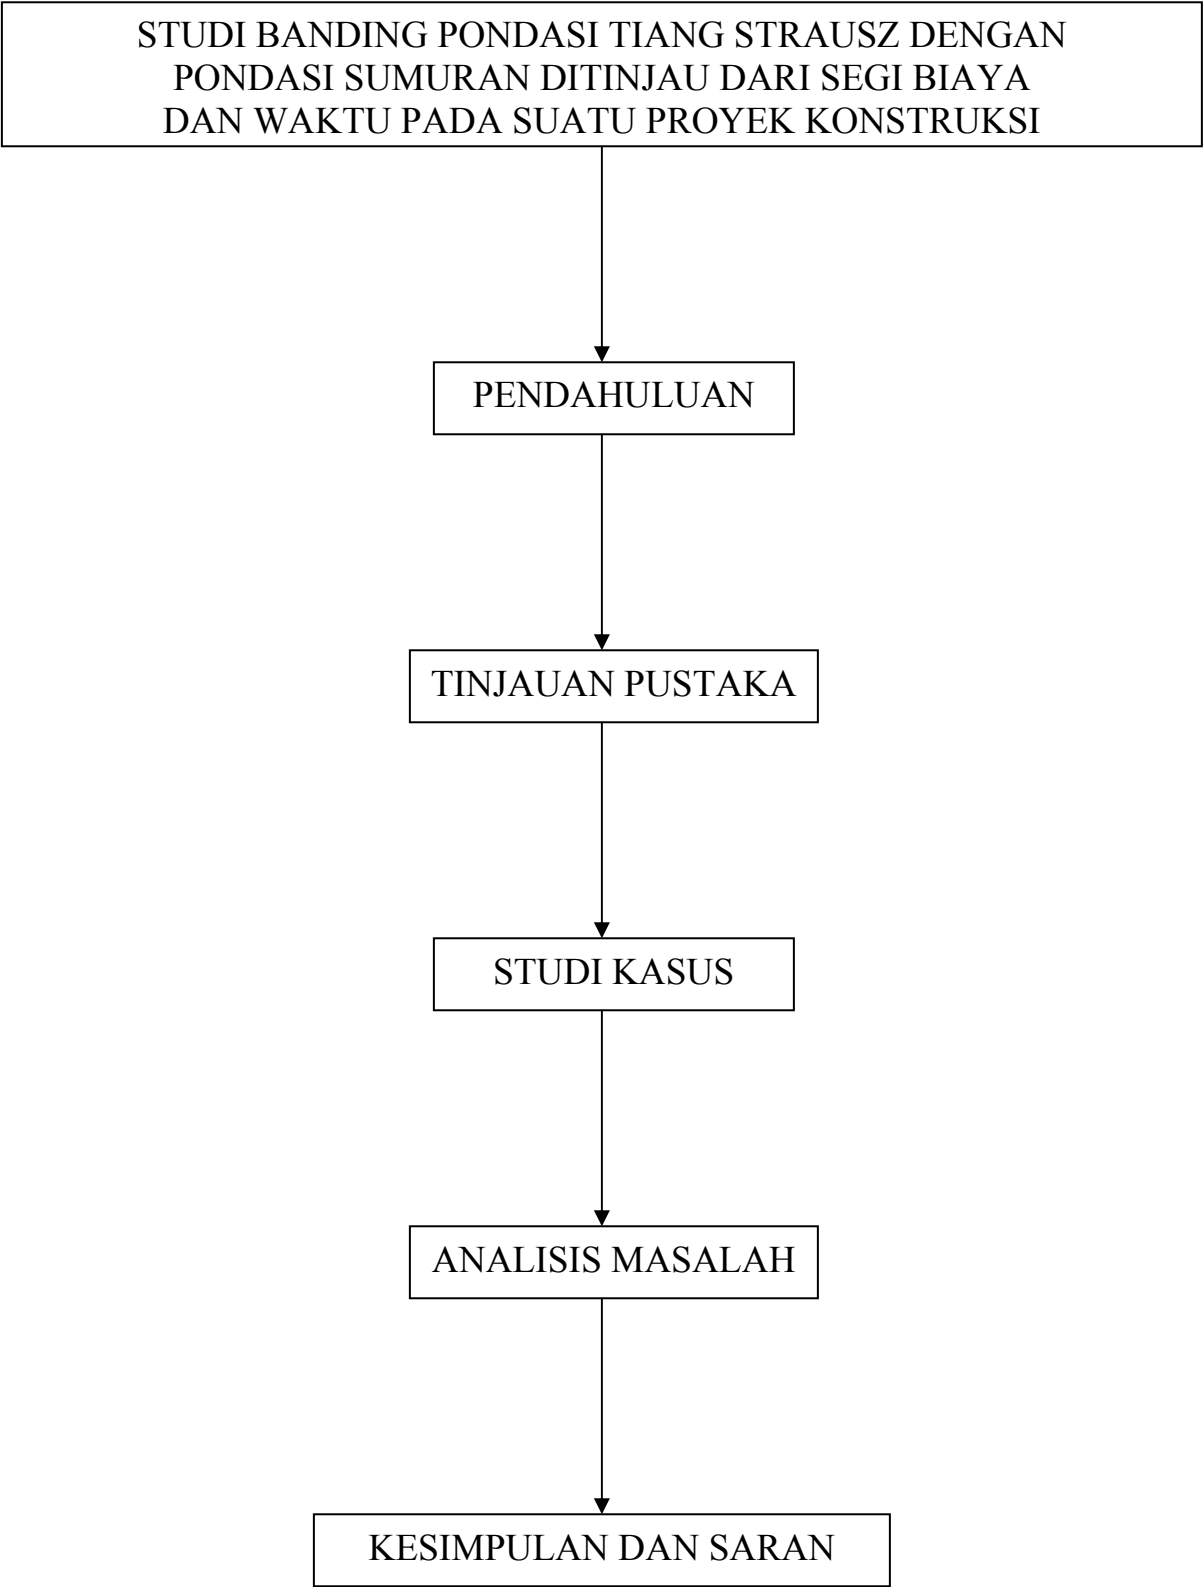 STUDI BANDING PONDASI TIANG STRAUSZ DENGAN
PONDASI SUMURAN DITINJAU DARI SEGI BIAYA
DAN WAKTU PADA SUATU PROYEK KONSTRUKSI
PENDAHULUAN
TINJAUAN PUSTAKA
STUDI KASUS
ANALISIS MASALAH
KESIMPULAN DAN SARAN